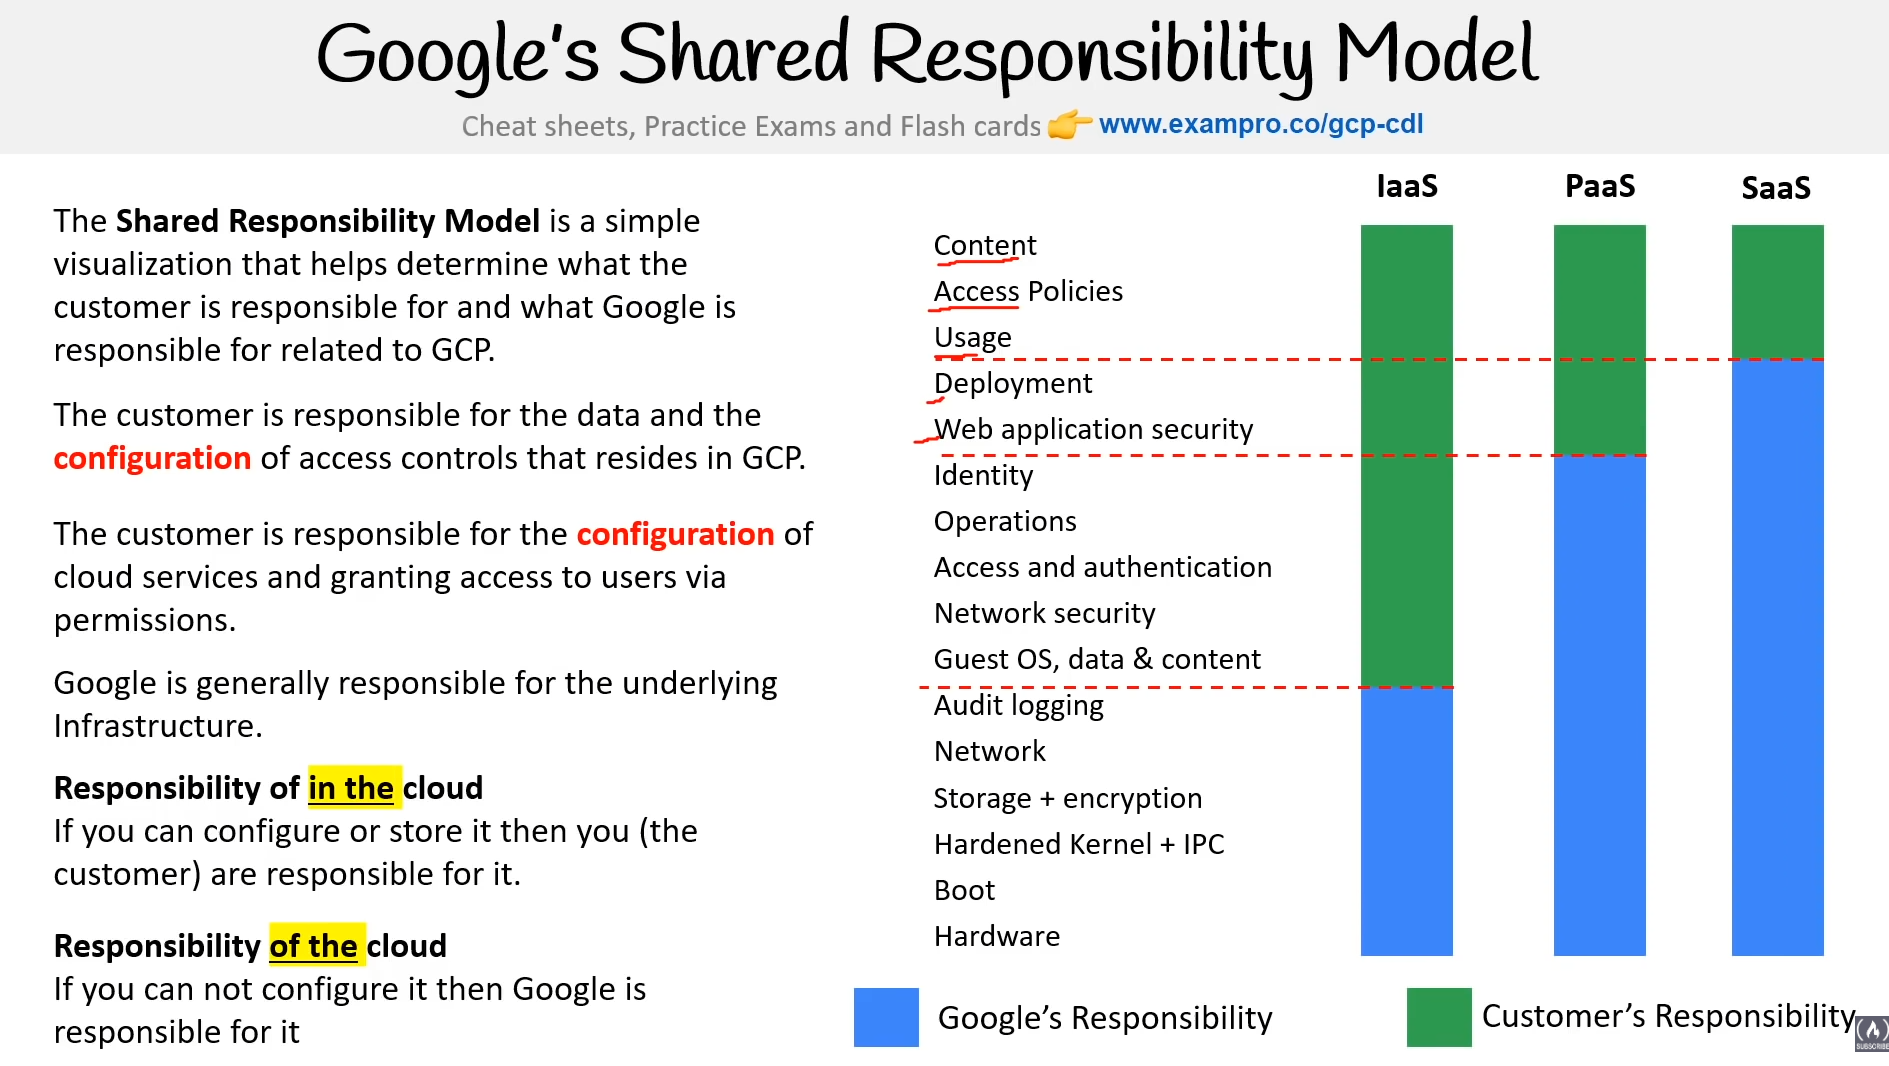 Google's Shared Responsibility Model
Cheat sheets, Practice Exams and Flash cards www.exampro.co/gcp-cdl
The Shared Responsibility Model is a simple
visualization that helps determine what the
customer is responsible for and what Google is
responsible for related to GCP.
The customer is responsible for the data and the
configuration of access controls that resides in GCP.
The customer is responsible for the configuration of
cloud services and granting access to users via
permissions.
Google is generally responsible for the underlying
Infrastructure.
Responsibility of in the cloud
If you can configure or store it then you (the
customer) are responsible for it.
Responsibility of the cloud
If you can not configure it then Google is
responsible for it
IaaS PaaS SaaS
Content
Access Policies
Usage
Deployment
Web application security
Identity
Operations
Access and authentication
Network security
Guest OS, data & content
Audit logging
Network
Storage + encryption
Hardened Kernel + IPC
Boot
Hardware
Google’s Responsibility
Customer’s Responsibility
SUBSCRIBE